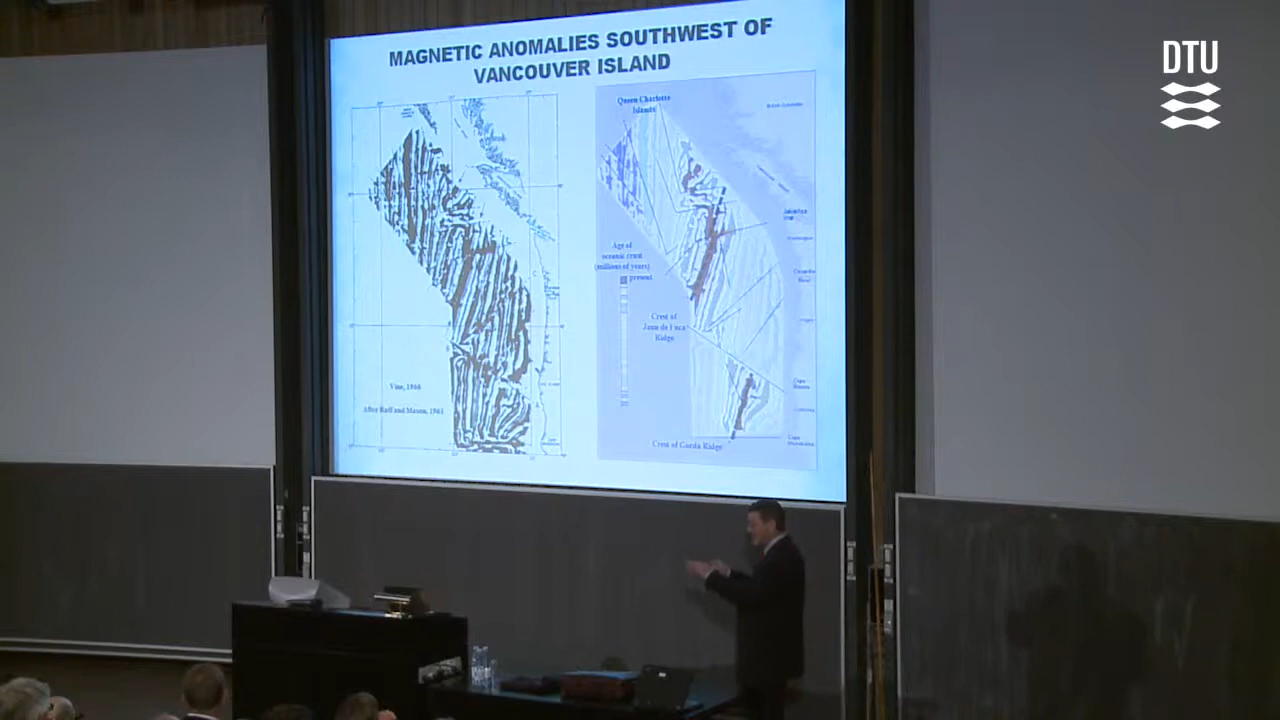 MAGNETIC ANOMALIES SOUTHWEST OF
VANCOUVER ISLAND
DTU
Queen Charlotte
Islands
Age of
oceanic crust
(millions of years)
present
Crest of
Juan de Fuca
Ridge
Vine, 1966
After Raff and Mason, 1961
Crest of Gorda Ridge